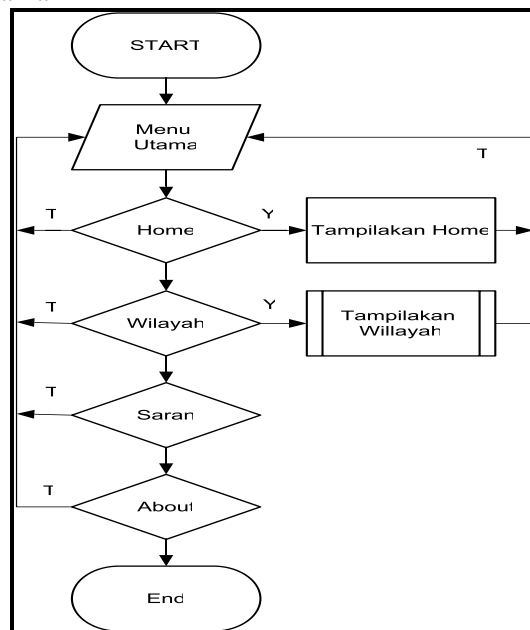 START
Menu
Utama
T
T
Home
Y
Tampilakan Home
T
Wilayah
Y
Tampilakan
Willayah
T
Saran
T
About
End